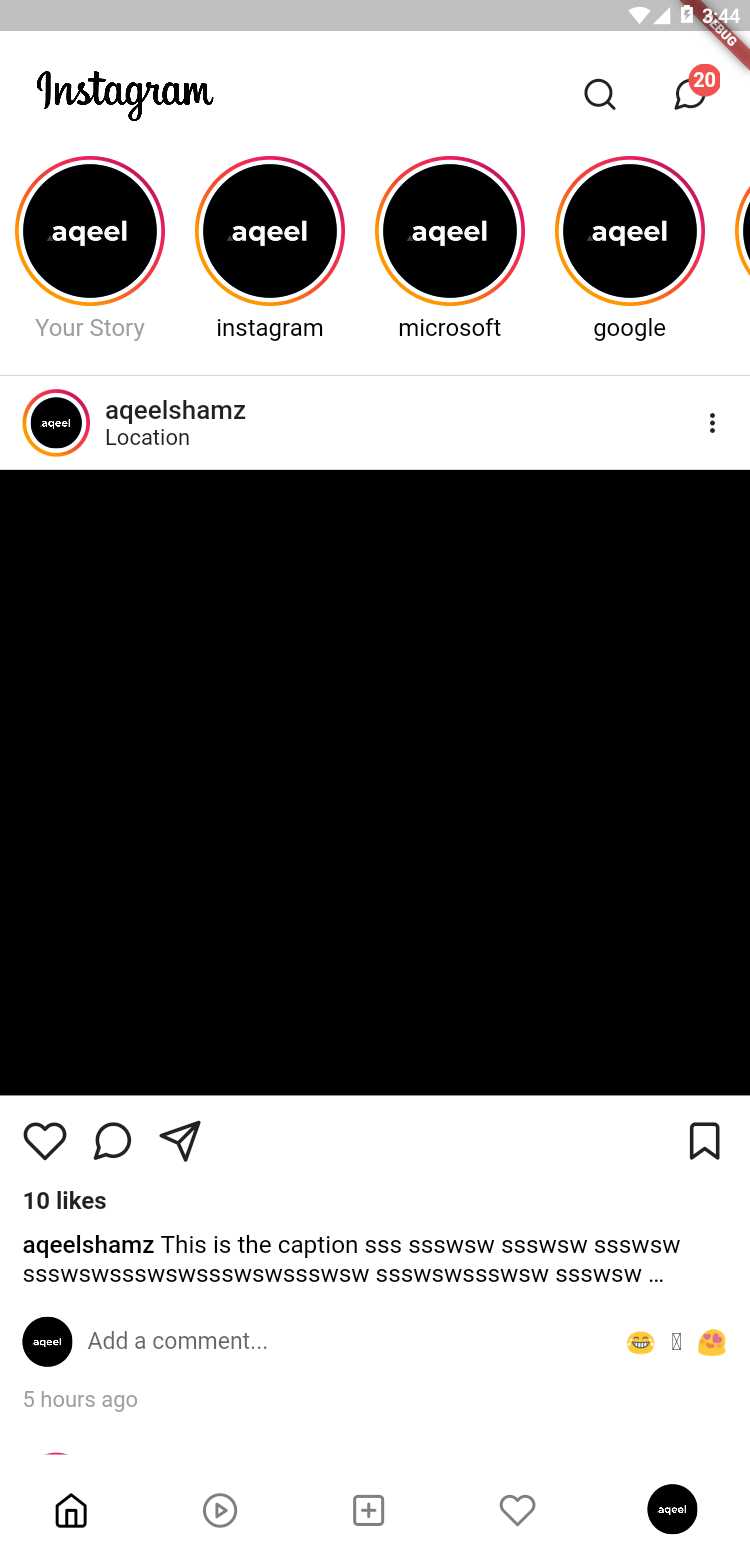 3:44
DEBUG
Instagram
20
aqeel
aqeel
aqeel
aqeel
Your Story
instagram
microsoft
google
aqeel
aqeelshamz
Location
10 likes
aqeelshamz This is the caption sss ssswsw ssswsw ssswsw
ssswswssswswssswswssswsw ssswswssswsw ssswsw …
aqeel
Add a comment...
5 hours ago
aqeel